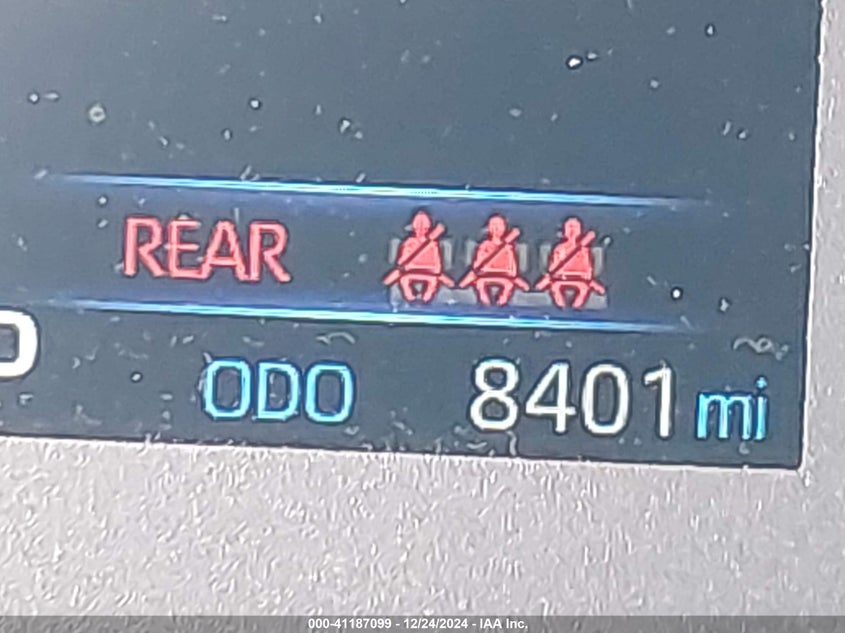 REAR
ODO 8401 mi
000-41187099 - 12/24/2024 - IAA Inc.